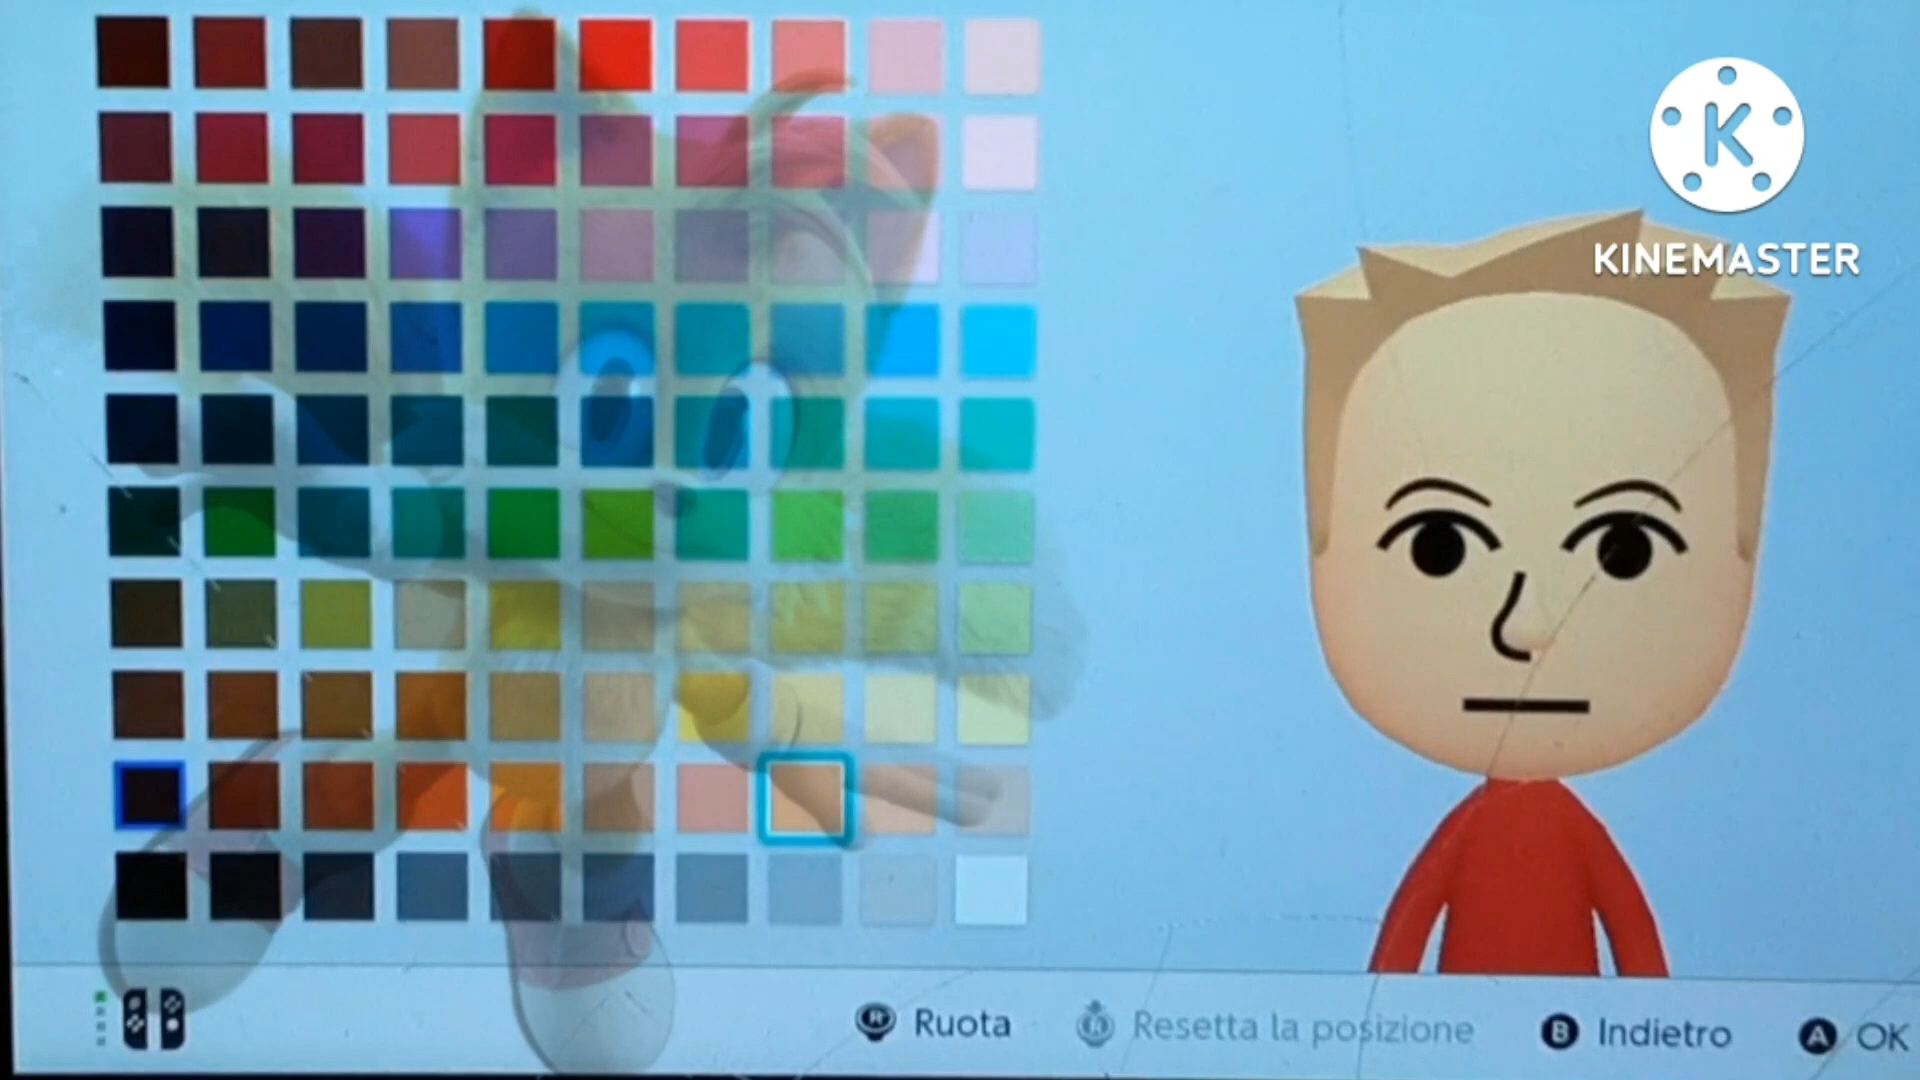 K
KINEMASTER
R Ruota
R Resetta la posizione
B Indietro
A OK